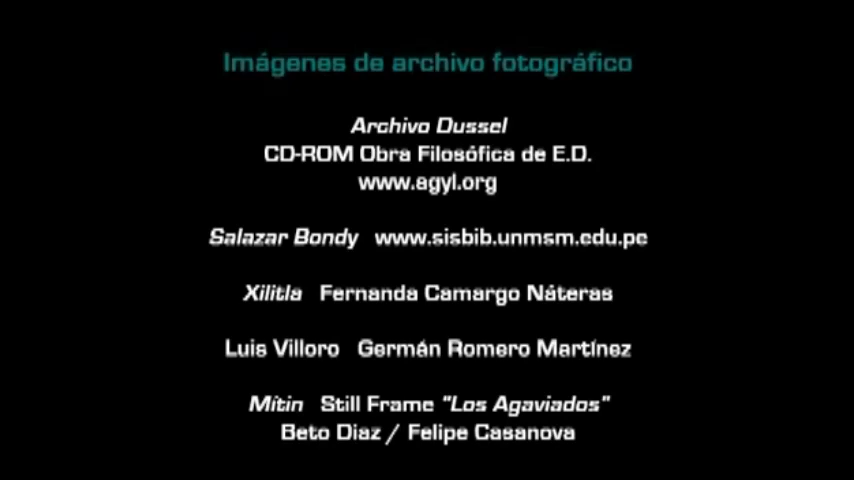 Imágenes de archivo fotográfico
Archivo Dussel
CD-ROM Obra Filosófica de E.D.
www.agyl.org
Salazar Bondy www.sisbib.unmsm.edu.pe
Xilitla Fernanda Camargo Náteras
Luis Villoro Germán Romero Martínez
Mítin Still Frame "Los Agaviados"
Beto Diaz / Felipe Casanova